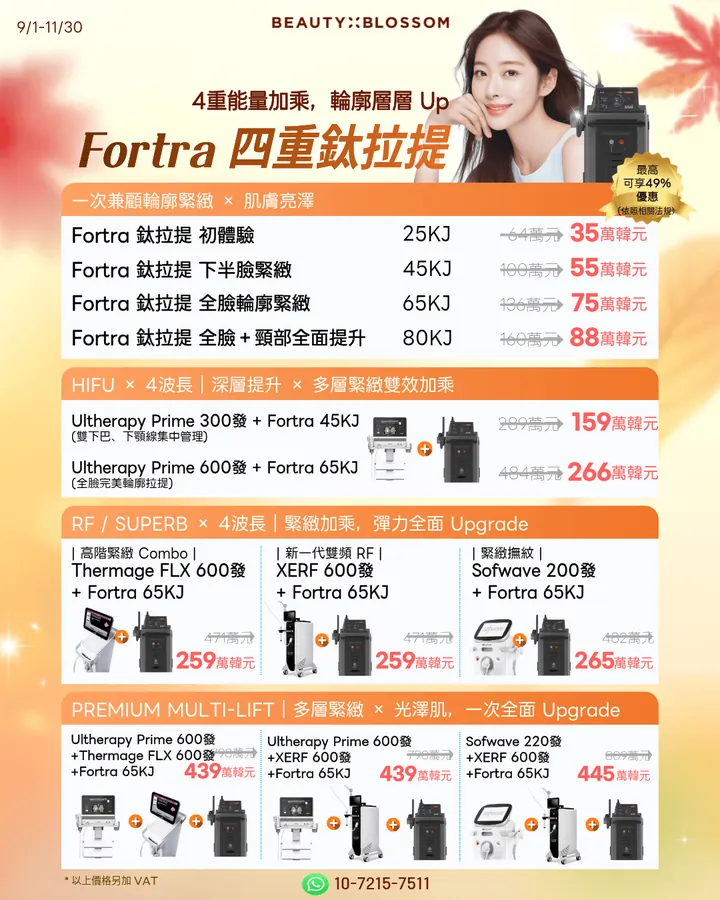 9/1-11/30
BEAUTY BLOSSOM
4重能量加乘，輪廓層層 Up
Fortra 四重鈦拉提
最高
可享49%
優惠
(依照相關法規)
一次兼顧輪廓緊緻 × 肌膚亮澤
Fortra 鈦拉提 初體驗 25KJ 64萬元 35萬韓元
Fortra 鈦拉提 下半臉緊緻 45KJ 100萬元 55萬韓元
Fortra 鈦拉提 全臉輪廓緊緻 65KJ 136萬元 75萬韓元
Fortra 鈦拉提 全臉＋頸部全面提升 80KJ 160萬元 88萬韓元
HIFU × 4波長｜深層提升 × 多層緊緻雙效加乘
Ultherapy Prime 300發 + Fortra 45KJ 289萬元 159萬韓元
(雙下巴、下顎線集中管理)
Ultherapy Prime 600發 + Fortra 65KJ 484萬元 266萬韓元
(全臉完美輪廓拉提)
RF / SUPERB × 4波長｜緊緻加乘，彈力全面 Upgrade
| 高階緊緻 Combo |
Thermage FLX 600發
+ Fortra 65KJ
471萬元
259萬韓元
| 新一代雙頻 RF |
XERF 600發
+ Fortra 65KJ
471萬元
259萬韓元
| 緊緻撫紋 |
Sofwave 200發
+ Fortra 65KJ
482萬元
265萬韓元
PREMIUM MULTI-LIFT｜多層緊緻 × 光澤肌，一次全面 Upgrade
Ultherapy Prime 600發
+Thermage FLX 600發 798萬元
+Fortra 65KJ 439萬韓元
Ultherapy Prime 600發
+XERF 600發 798萬元
+Fortra 65KJ 439萬韓元
Sofwave 220發
+XERF 600發 809萬元
+Fortra 65KJ 445萬韓元
* 以上價格另加 VAT
10-7215-7511